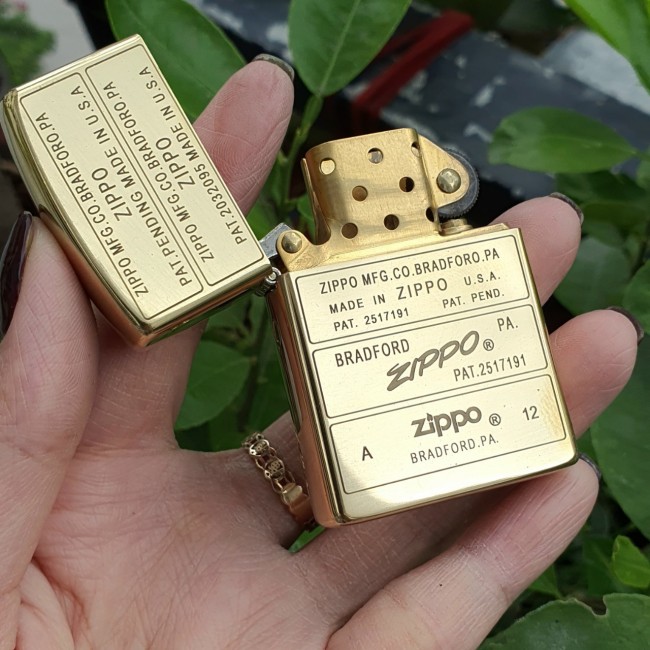 ZIPPO MFG.CO.BRADFORO.PA
ZIPPO MADE IN U.S.A
PAT.PENDING
ZIPPO MFG.CO.BRADFORO.PA
ZIPPO MADE IN U.S.A
PAT.2032095
ZIPPO MFG.CO.BRADFORO.PA
MADE IN ZIPPO U.S.A.
PAT. 2517191 PAT. PEND.
BRADFORD PA.
ZIPPO®
PAT.2517191
A zippo® 12
BRADFORD.PA.